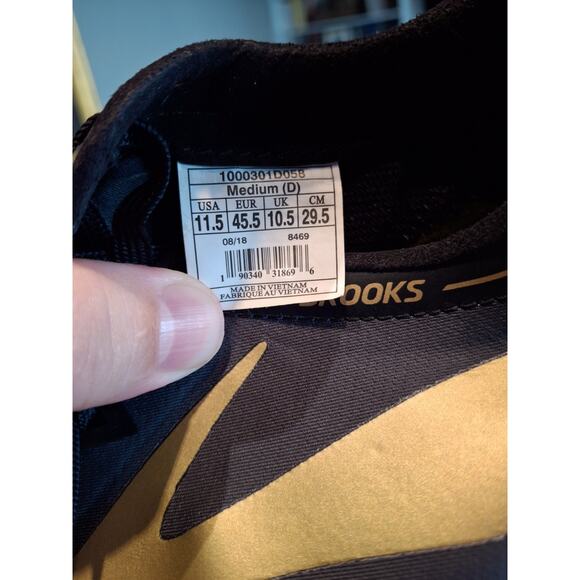 1000301D058
Medium (D)
USA EUR UK CM
11.5 45.5 10.5 29.5
08/18 8469
1 90340 31869 6
MADE IN VIETNAM
FABRIQUE AU VIETNAM
BROOKS